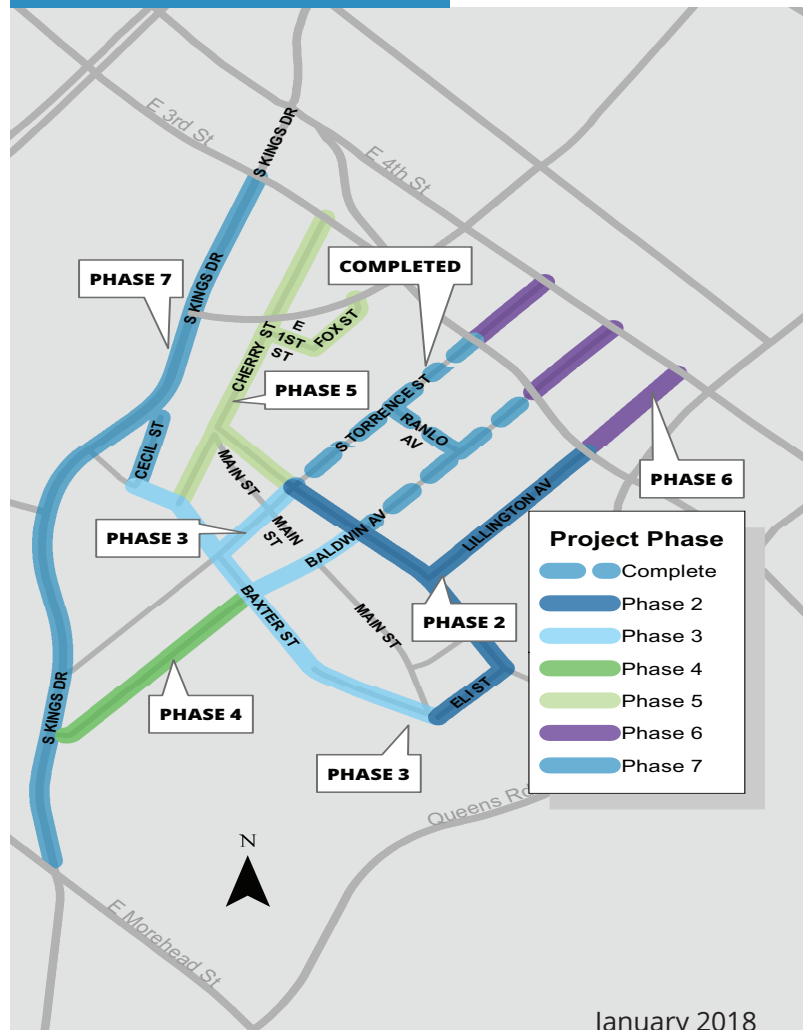 E 3rd St
S KINGS DR
E 4th St
PHASE 7
S KINGS DR
COMPLETED
CHERRY ST
E
1ST
ST
FOX ST
PHASE 5
S TORRENCE ST
RANLO
AV
CECIL ST
MAIN ST
MAIN
ST
PHASE 3
BALDWIN AV
LILLINGTON AV
PHASE 6
BAXTER ST
MAIN ST
PHASE 2
Project Phase
Complete
Phase 2
Phase 3
Phase 4
Phase 5
Phase 6
Phase 7
S KINGS DR
PHASE 4
ELI ST
PHASE 3
Queens Rd
N
E Morehead St
January 2018